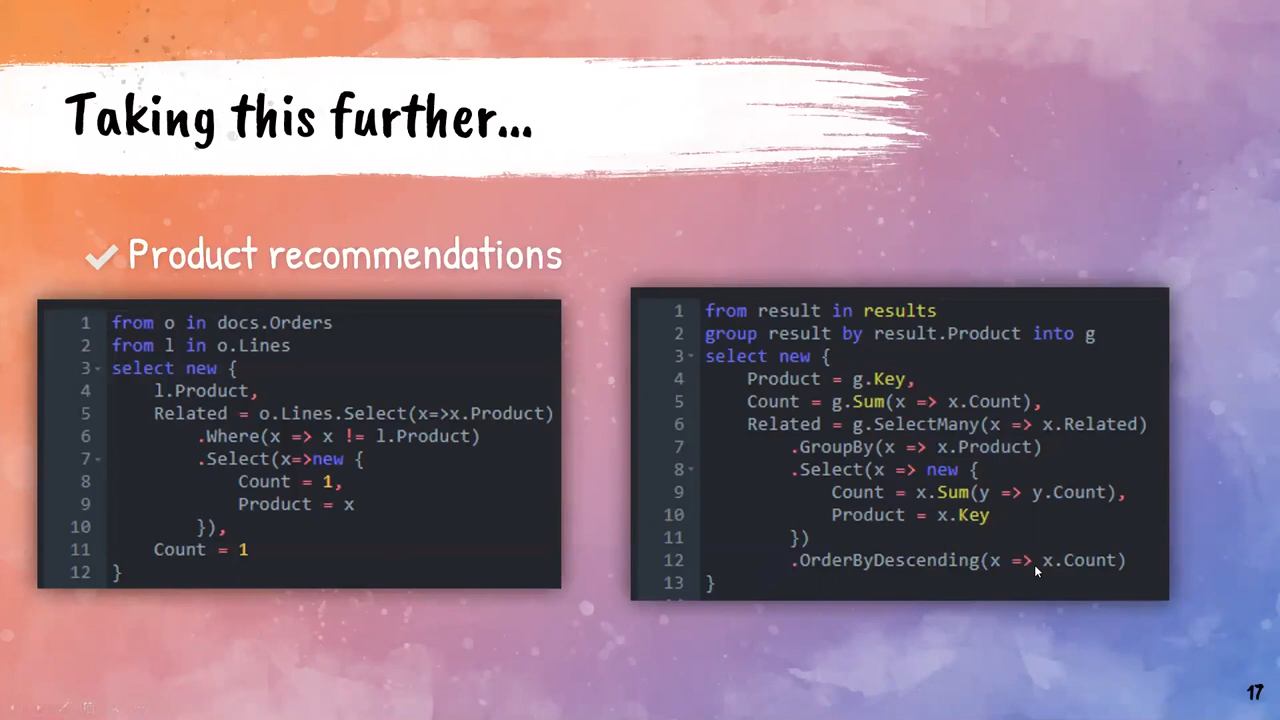 Taking this further...
Product recommendations
1 from o in docs.Orders
2 from l in o.Lines
3 select new {
4 l.Product,
5 Related = o.Lines.Select(x=>x.Product)
6 .Where(x => x != l.Product)
7 .Select(x=>new {
8 Count = 1,
9 Product = x
10 }),
11 Count = 1
12 }
1 from result in results
2 group result by result.Product into g
3 select new {
4 Product = g.Key,
5 Count = g.Sum(x => x.Count),
6 Related = g.SelectMany(x => x.Related)
7 .GroupBy(x => x.Product)
8 .Select(x => new {
9 Count = x.Sum(y => y.Count),
10 Product = x.Key
11 })
12 .OrderByDescending(x => x.Count)
13 }
17